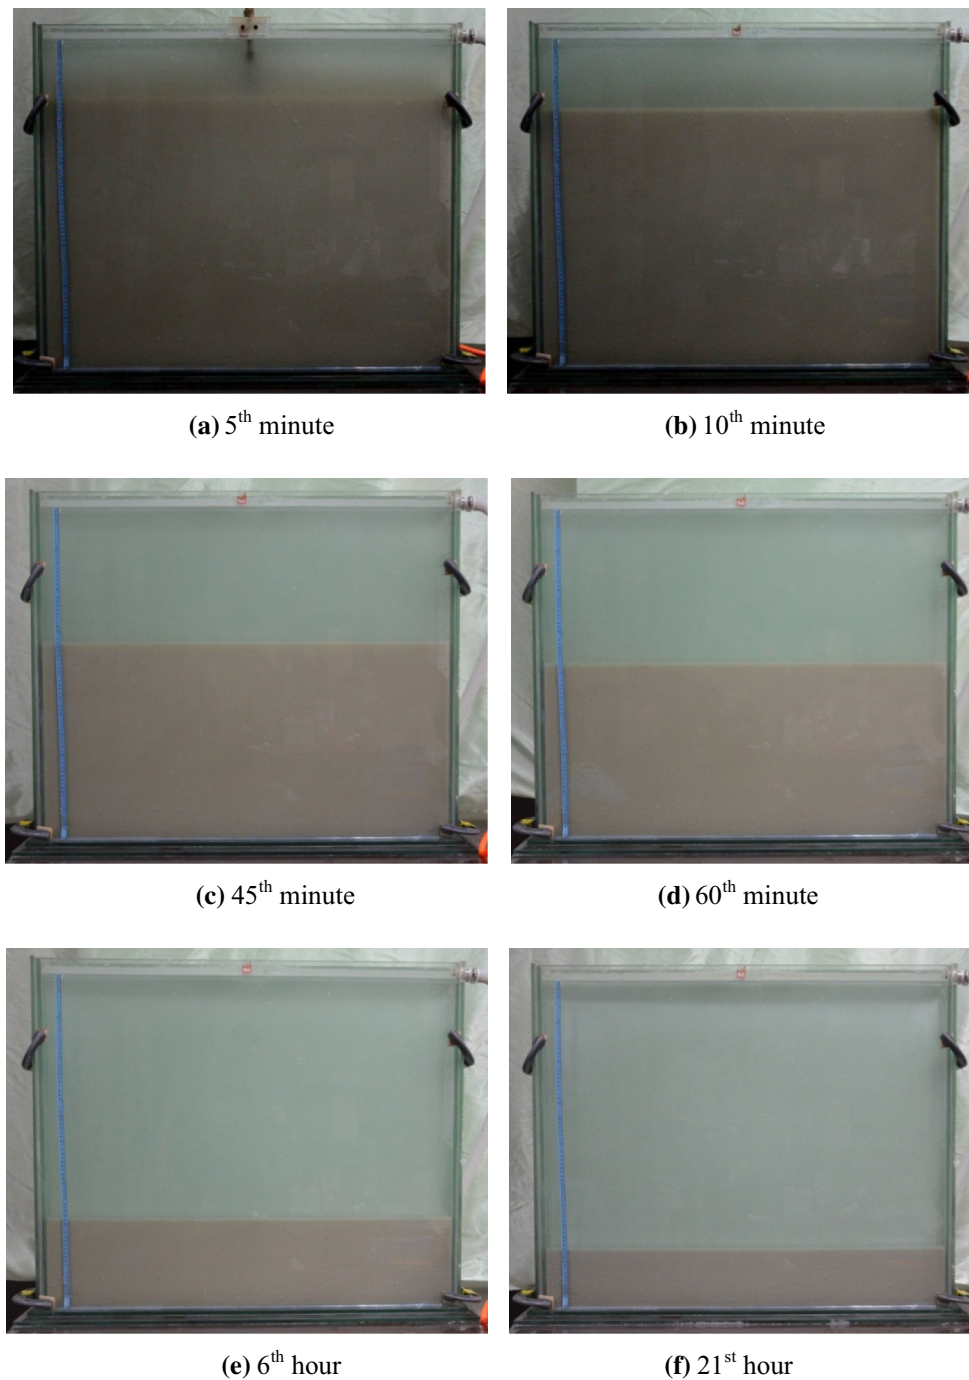 (a) 5th minute
(b) 10th minute
(c) 45th minute
(d) 60th minute
(e) 6th hour
(f) 21st hour